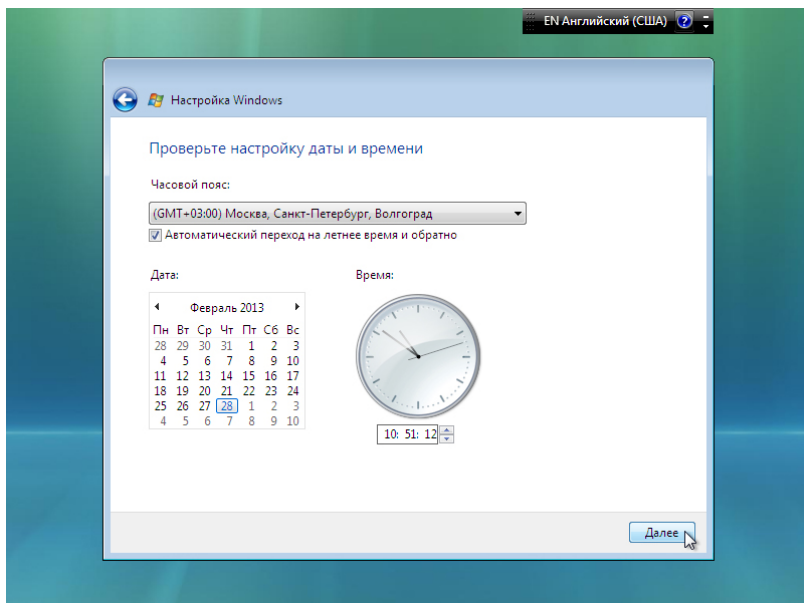 EN Английский (США)
Настройка Windows
Проверьте настройку даты и времени
Часовой пояс:
(GMT+03:00) Москва, Санкт-Петербург, Волгоград
Автоматический переход на летнее время и обратно
Дата: Время:
Февраль 2013
Пн Вт Ср Чт Пт Сб Вс
28 29 30 31 1 2 3
4 5 6 7 8 9 10
11 12 13 14 15 16 17
18 19 20 21 22 23 24
25 26 27 28 1 2 3
4 5 6 7 8 9 10
10: 51: 12
Далее